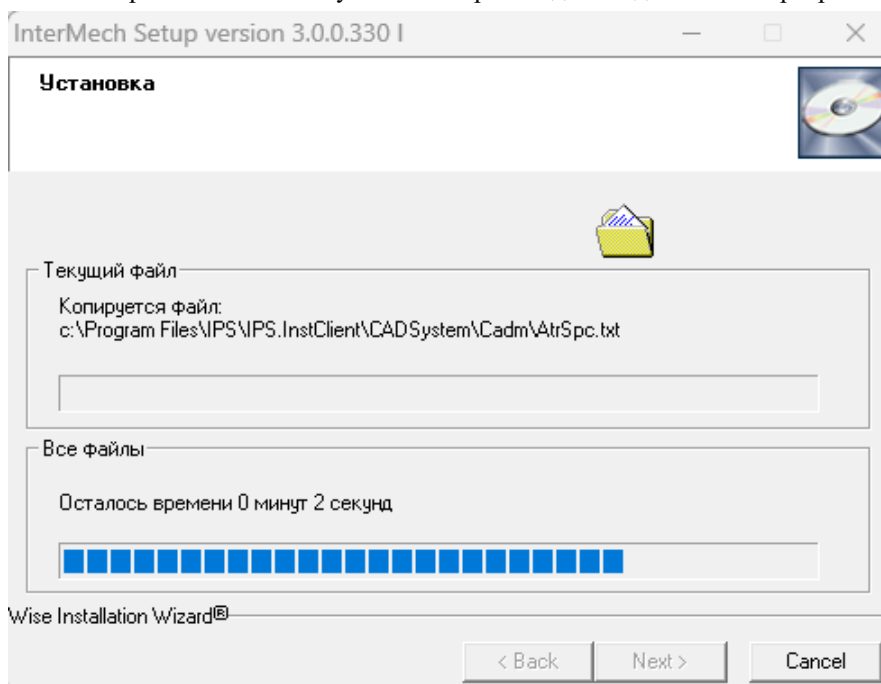 InterMech Setup version 3.0.0.330 I
Установка
Текущий файл
Копируется файл:
c:\Program Files\IPS\IPS.InstClient\CADSystem\Cadm\AtrSpc.txt
Все файлы
Осталось времени 0 минут 2 секунд
Wise Installation Wizard®
< Back Next > Cancel